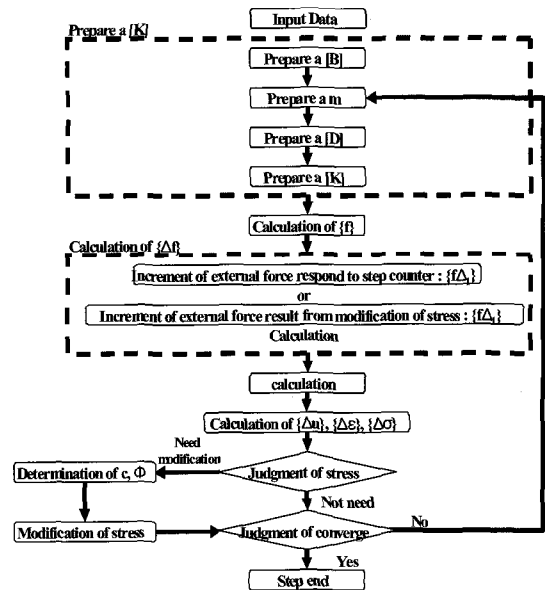 Input Data
Prepare a [K]
Prepare a [B]
Prepare a m
Prepare a [D]
Prepare a [K]
Calculation of {f}
Calculation of {Δf}
Increment of external force respond to step counter : {fΔ₁}
or
Increment of external force result from modification of stress : {fΔ₁}
Calculation
calculation
Calculation of {Δu}, {Δε}, {Δσ}
Need
modification
Judgment of stress
Determination of c, Φ
Not need
Modification of stress
Judgment of converge
No
Yes
Step end